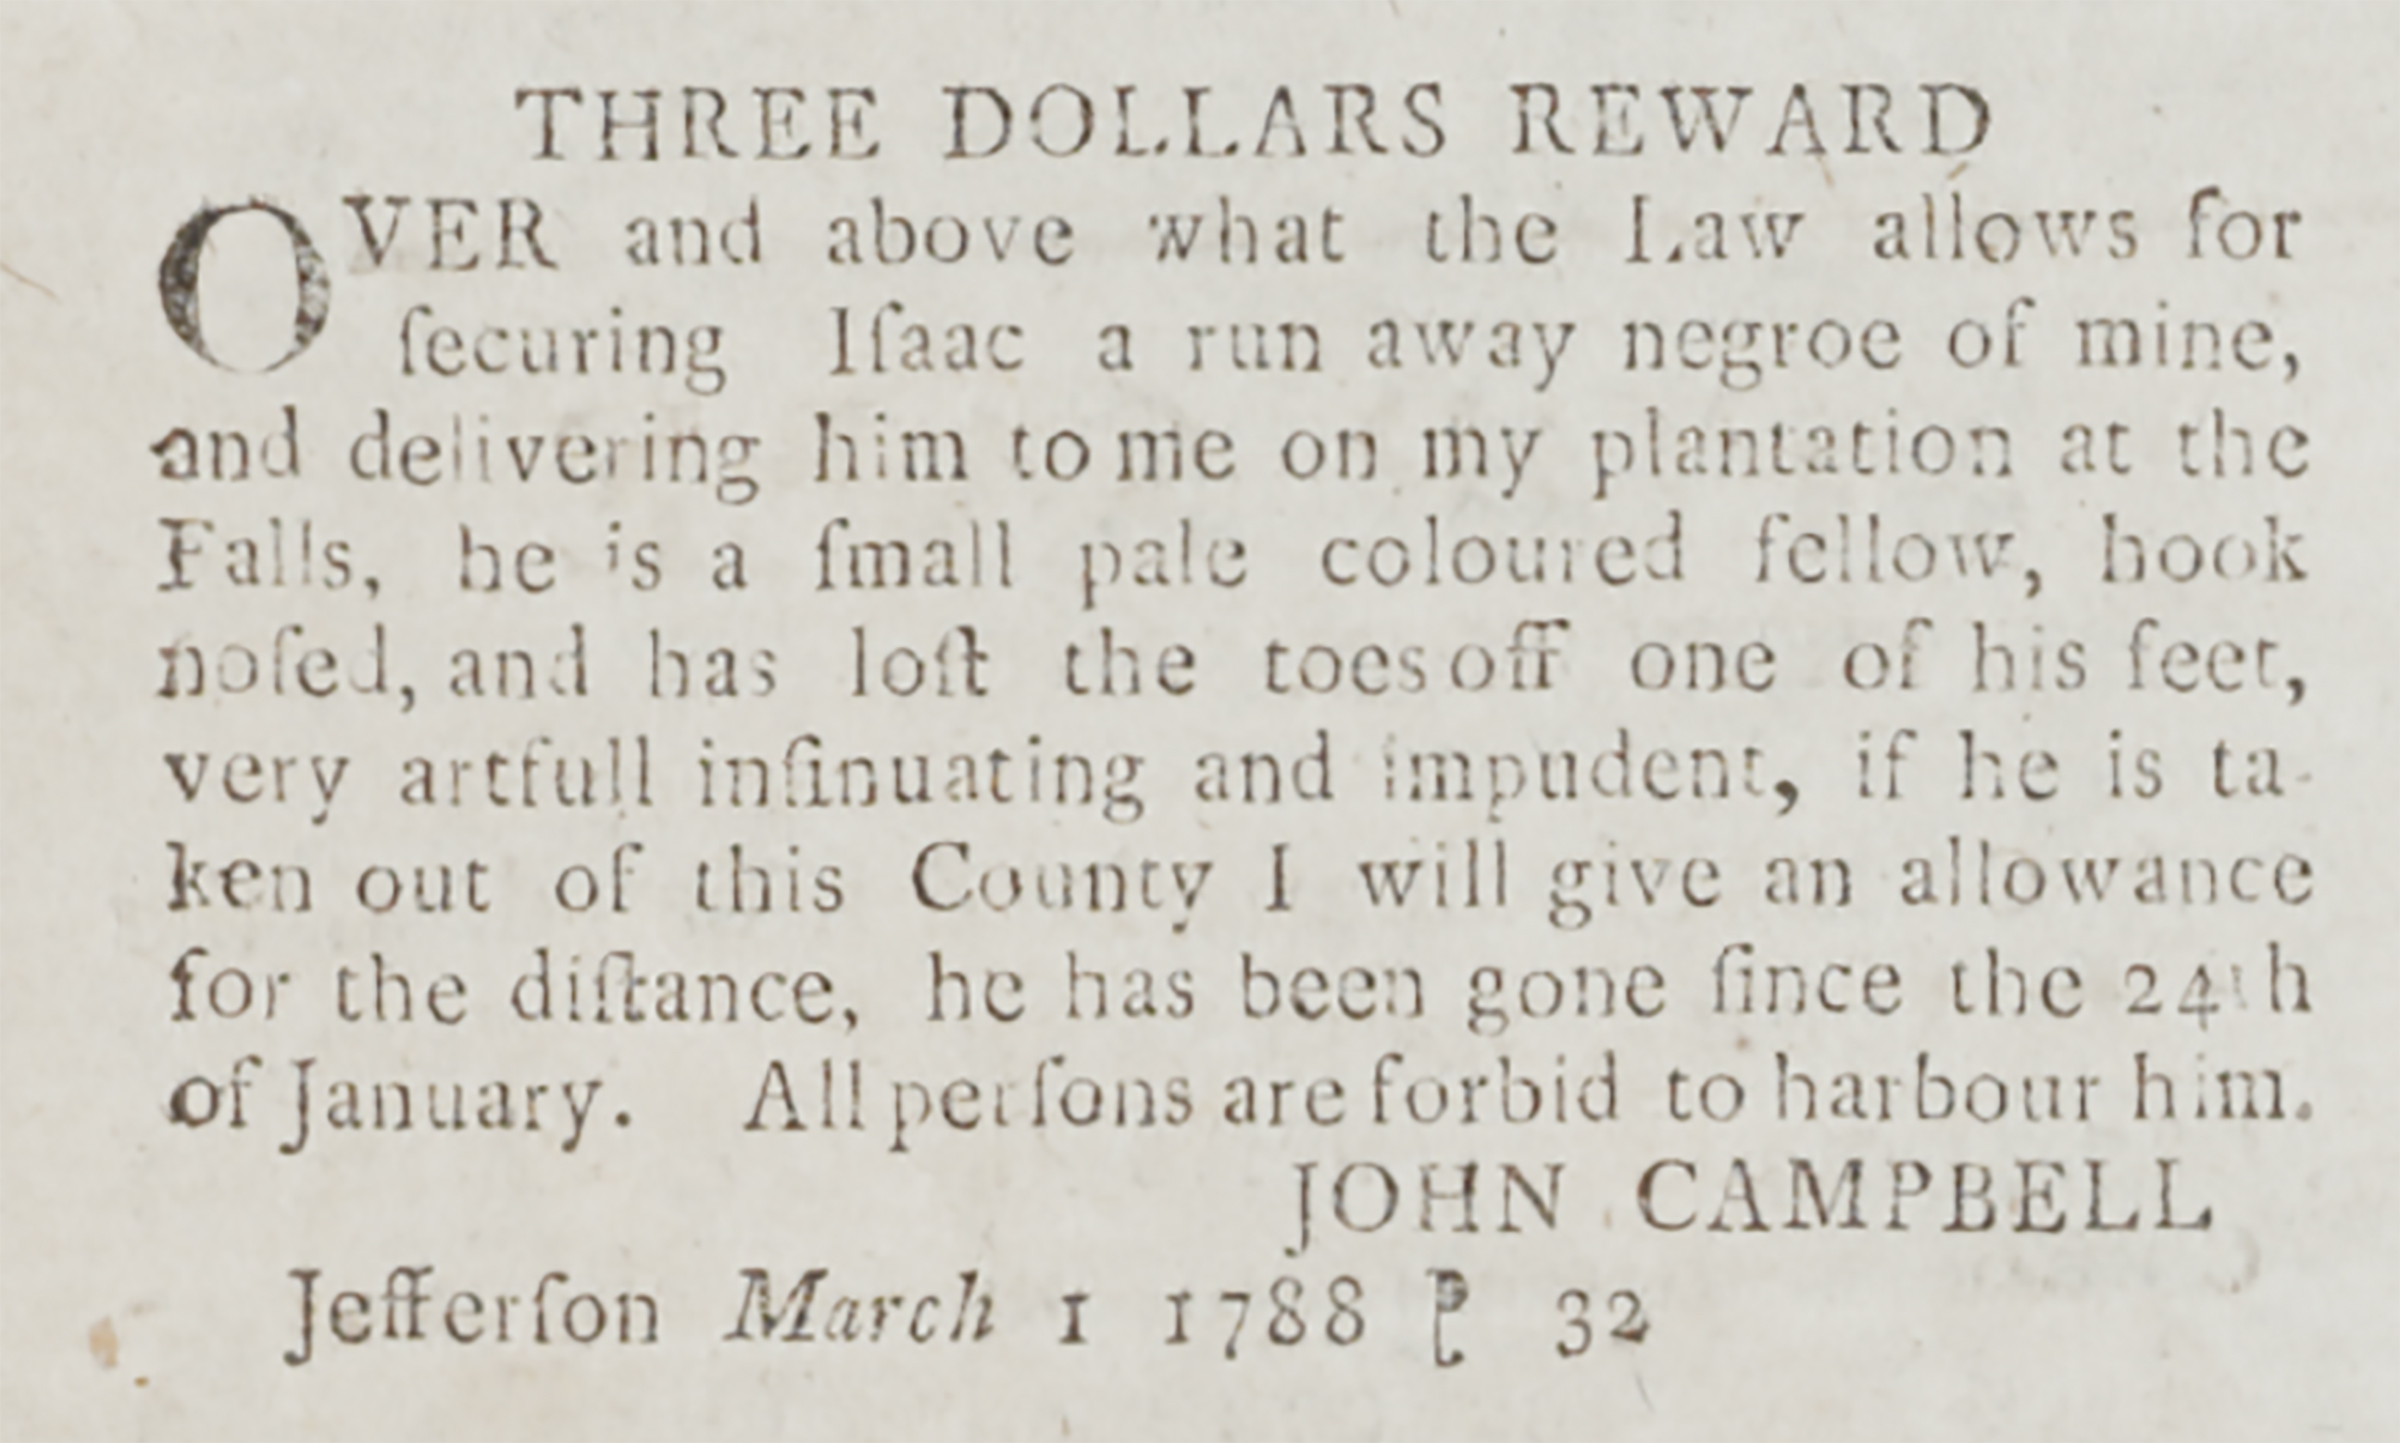 THREE DOLLARS REWARD
OVER and above what the Law allows for
ſecuring Iſaac a run away negroe of mine,
and delivering him to me on my plantation at the
Falls, he is a ſmall pale coloured fellow, hook
noſed, and has loſt the toes off one of his feet,
very artfull inſinuating and impudent, if he is ta-
ken out of this County I will give an allowance
for the diſtance, he has been gone ſince the 24th
of January. All perſons are forbid to harbour him.
JOHN CAMPBELL
Jefferſon March 1 1788 ⅌ 32